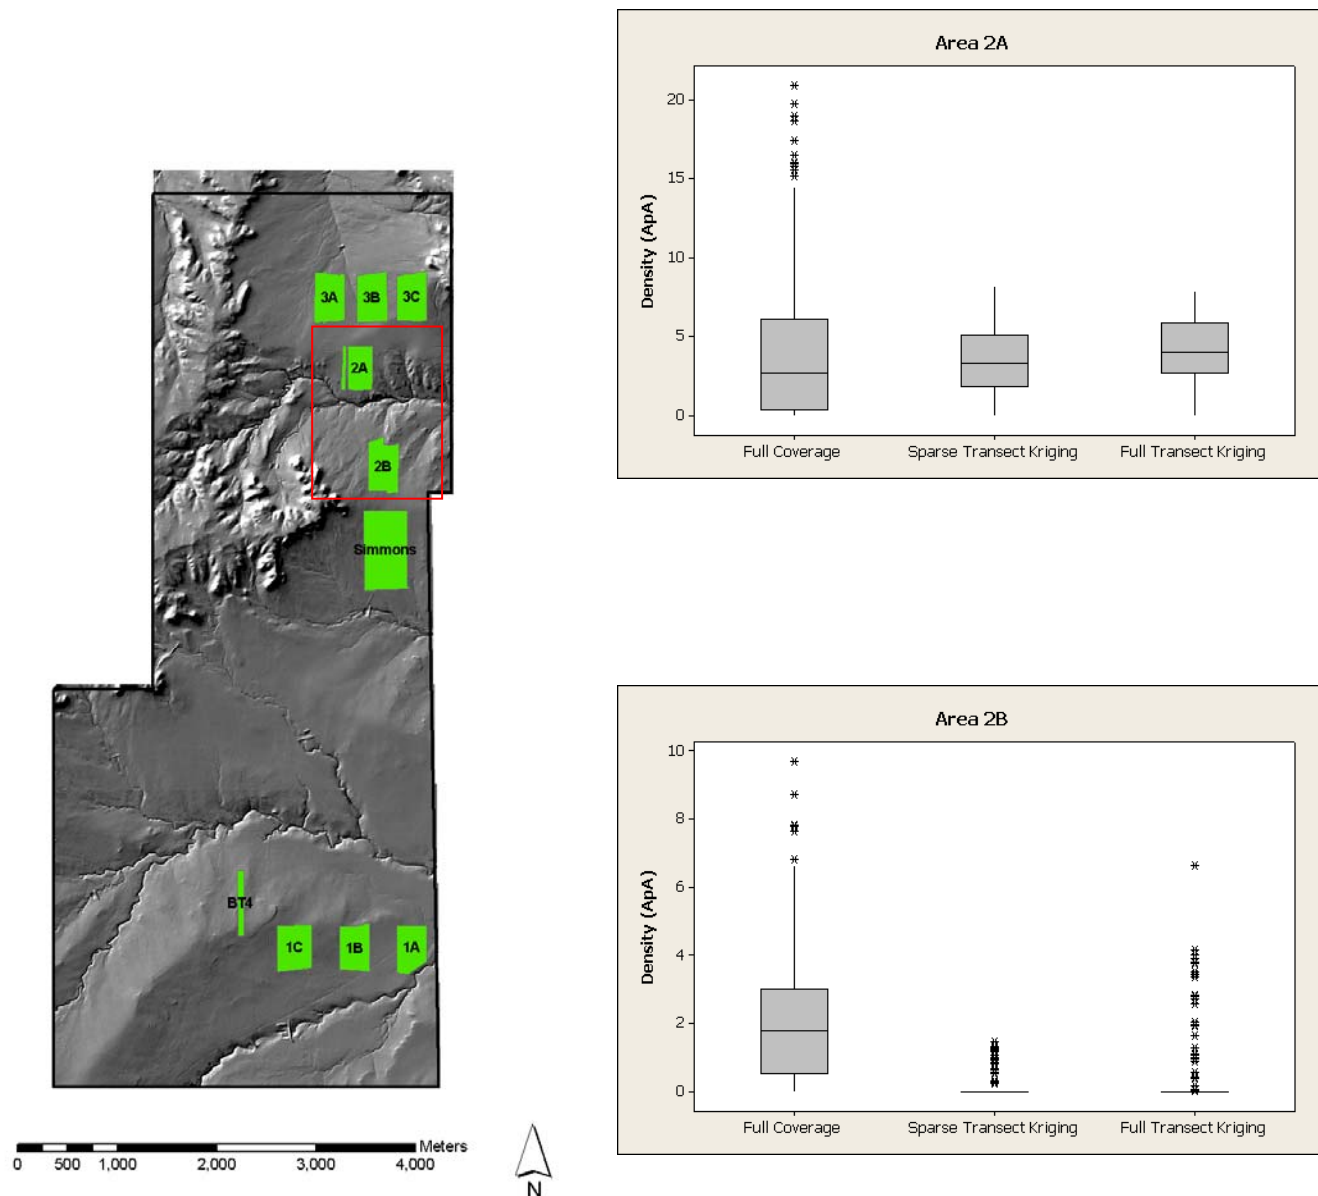 3A 3B 3C
2A
2B
Simmons
BT4
1C 1B 1A
Meters
0 500 1,000 2,000 3,000 4,000
N
Area 2A
Density (ApA)
20
15
10
5
0
Full Coverage Sparse Transect Kriging Full Transect Kriging
Area 2B
Density (ApA)
10
8
6
4
2
0
Full Coverage Sparse Transect Kriging Full Transect Kriging